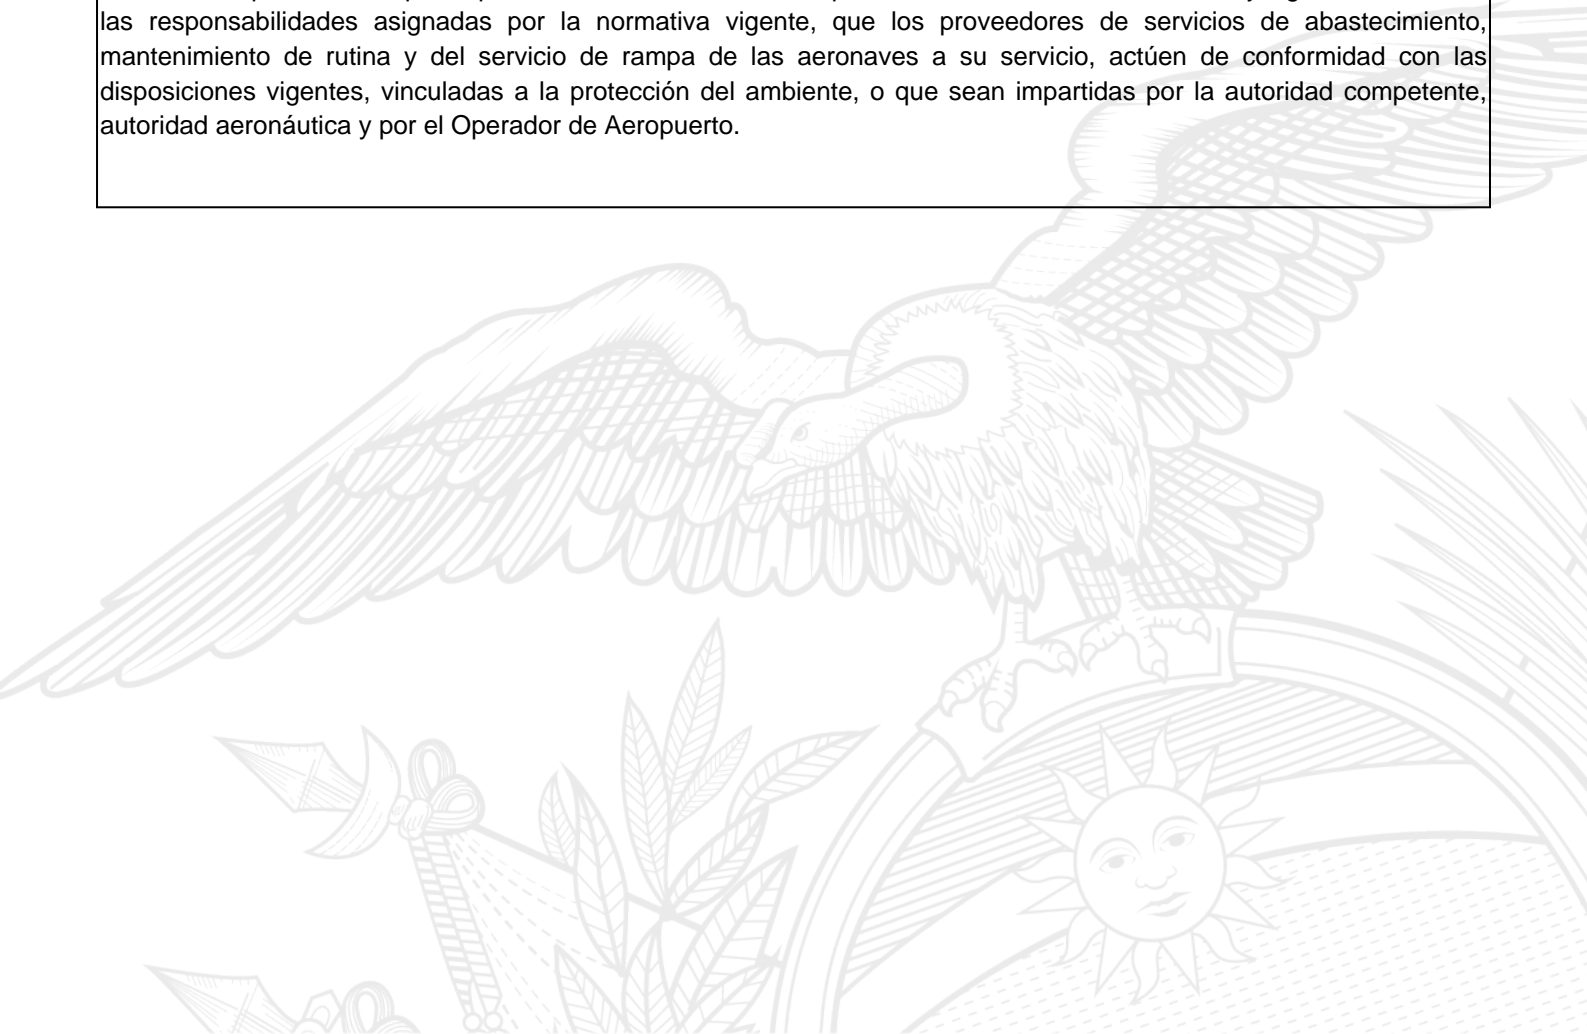 las responsabilidades asignadas por la normativa vigente, que los proveedores de servicios de abastecimiento,
mantenimiento de rutina y del servicio de rampa de las aeronaves a su servicio, actúen de conformidad con las
disposiciones vigentes, vinculadas a la protección del ambiente, o que sean impartidas por la autoridad competente,
autoridad aeronáutica y por el Operador de Aeropuerto.